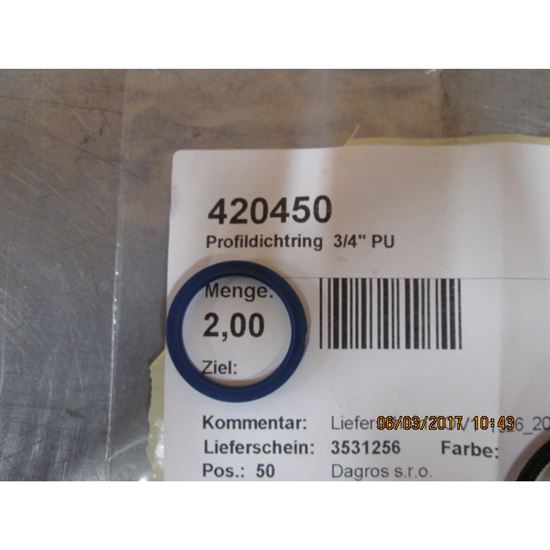 420450
Profildichtring 3/4" PU
Menge:
2,00
Ziel:
Kommentar: Liefer
06/03/2017 10:43
Lieferschein: 3531256 Farbe:
Pos.: 50 Dagros s.r.o.